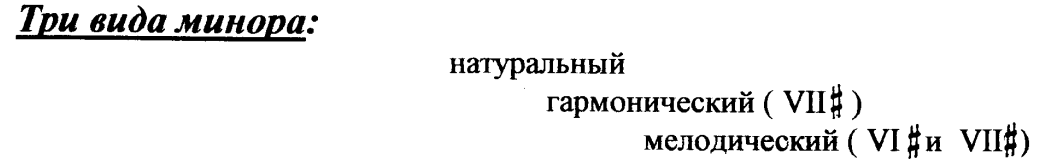 Три вида минора:
натуральный
гармонический ( VII♯ )
мелодический ( VI ♯ и VII♯)